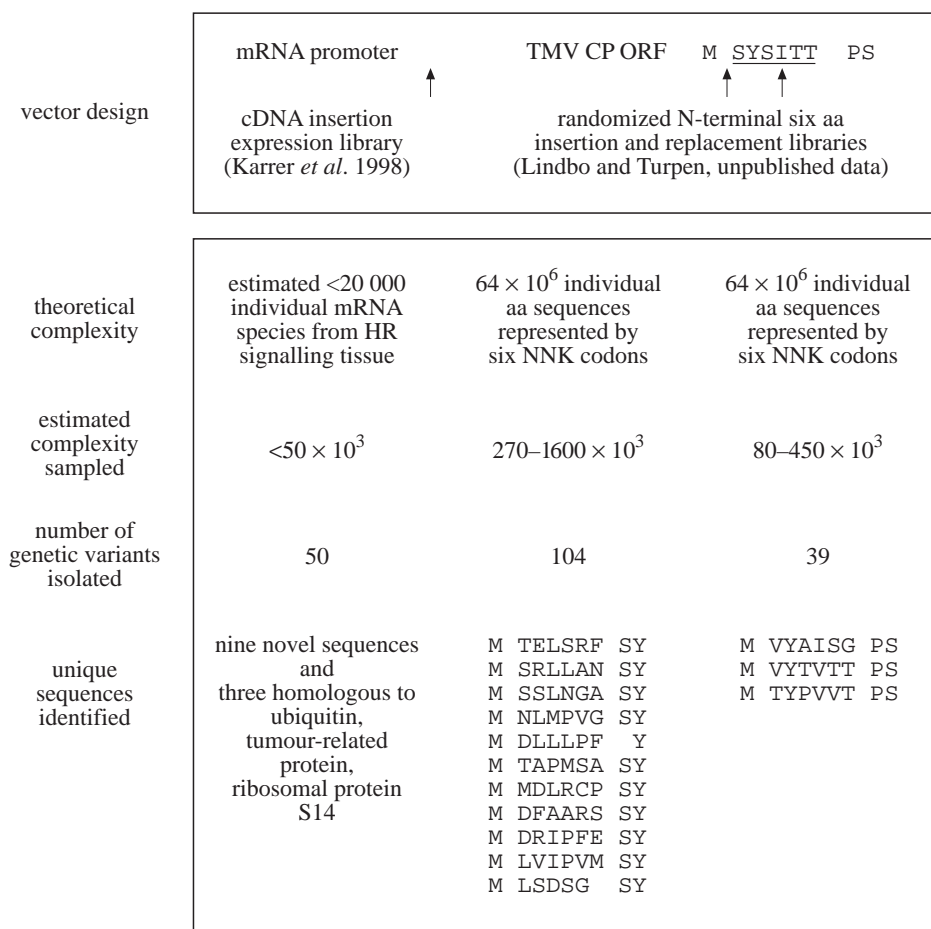 mRNA promoter TMV CP ORF M SYSITT PS
vector design
cDNA insertion
expression library
(Karrer et al. 1998)
randomized N-terminal six aa
insertion and replacement libraries
(Lindbo and Turpen, unpublished data)
theoretical
complexity
estimated <20 000
individual mRNA
species from HR
signalling tissue
64 × 10^6 individual
aa sequences
represented by
six NNK codons
64 × 10^6 individual
aa sequences
represented by
six NNK codons
estimated
complexity
sampled
<50 × 10^3
270–1600 × 10^3
80–450 × 10^3
number of
genetic variants
isolated
50
104
39
unique
sequences
identified
nine novel sequences
and
three homologous to
ubiquitin,
tumour-related
protein,
ribosomal protein
S14
M TELSRF SY
M SRLLAN SY
M SSLNGA SY
M NLMPVG SY
M DLLLPF Y
M TAPMSA SY
M MDLRCP SY
M DFAARS SY
M DRIPFE SY
M LVIPVM SY
M LSDSG SY
M VYAISG PS
M VYTVTT PS
M TYPVVT PS